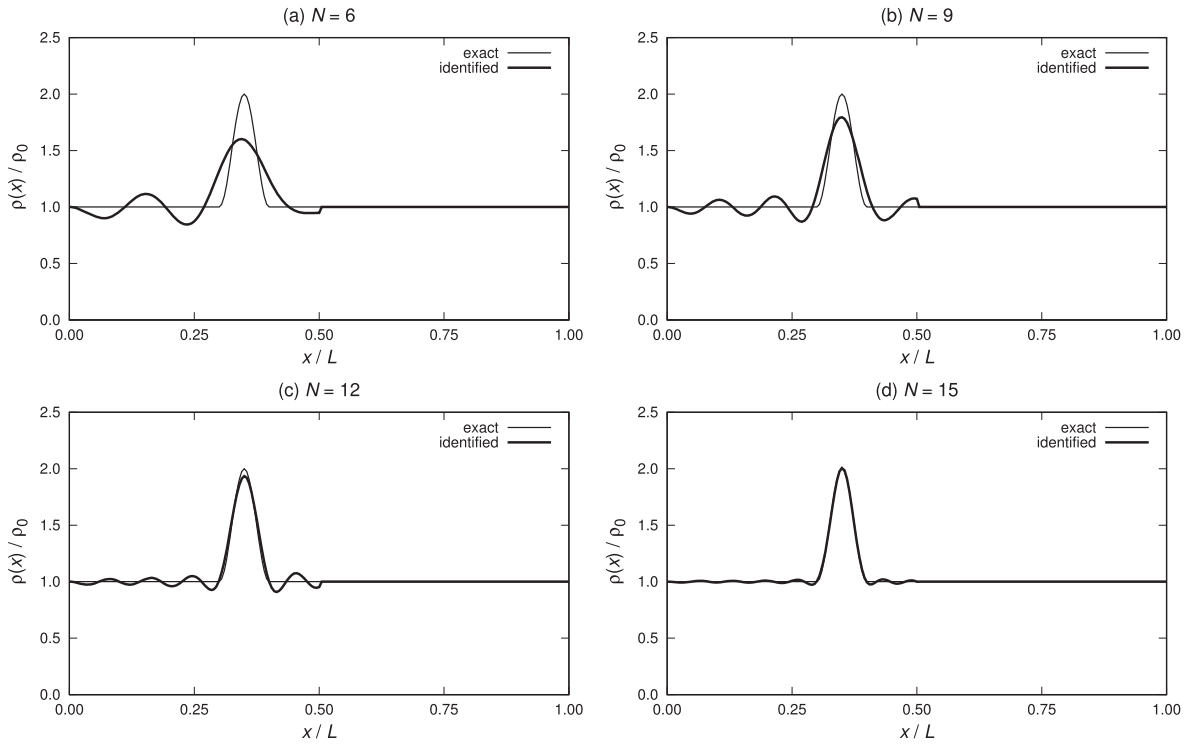 (a) N = 6
2.5
2.0
1.5
1.0
0.5
0.0
ρ(x) / ρ0
exact
identified
0.00
0.25
0.50
0.75
1.00
x / L
(b) N = 9
2.5
2.0
1.5
1.0
0.5
0.0
ρ(x) / ρ0
exact
identified
0.00
0.25
0.50
0.75
1.00
x / L
(c) N = 12
2.5
2.0
1.5
1.0
0.5
0.0
ρ(x) / ρ0
exact
identified
0.00
0.25
0.50
0.75
1.00
x / L
(d) N = 15
2.5
2.0
1.5
1.0
0.5
0.0
ρ(x) / ρ0
exact
identified
0.00
0.25
0.50
0.75
1.00
x / L